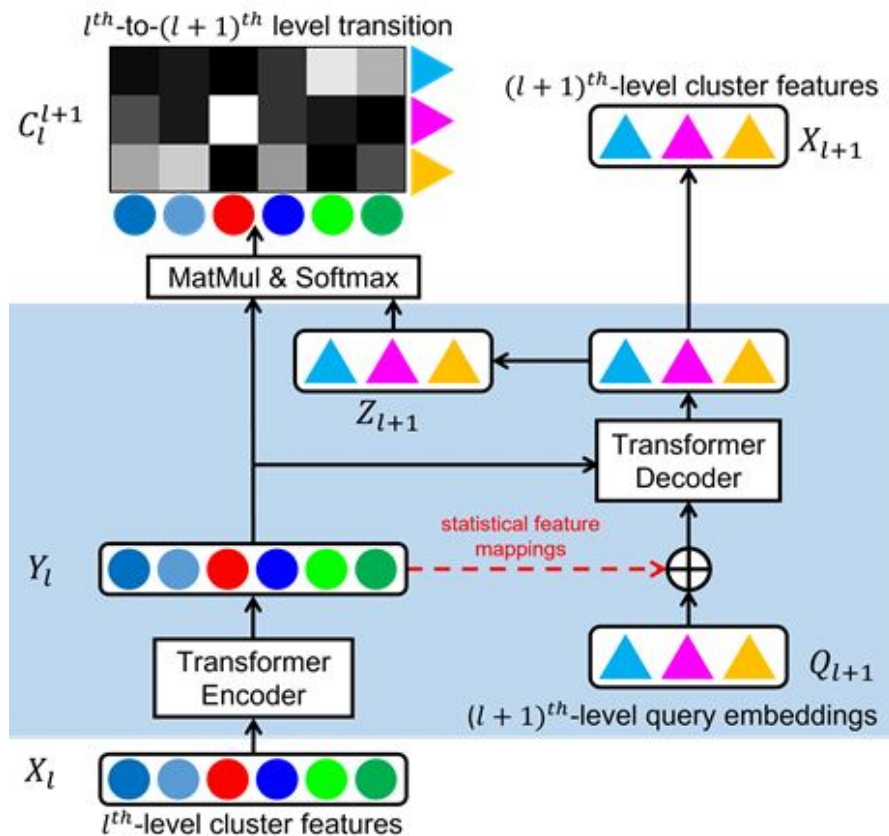 l^{th}-to-(l + 1)^{th} level transition
C_l^{l+1}
(l + 1)^{th}-level cluster features
X_{l+1}
MatMul & Softmax
Z_{l+1}
Transformer
Decoder
statistical feature
mappings
Y_l
Transformer
Encoder
Q_{l+1}
(l + 1)^{th}-level query embeddings
X_l
l^{th}-level cluster features